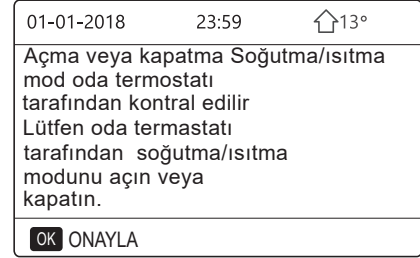 01-01-2018 23:59 13°
Açma veya kapatma Soğutma/ısıtma
mod oda termostatı
tarafından kontral edilir
Lütfen oda termastatı
tarafından soğutma/ısıtma
modunu açın veya
kapatın.
OK ONAYLA